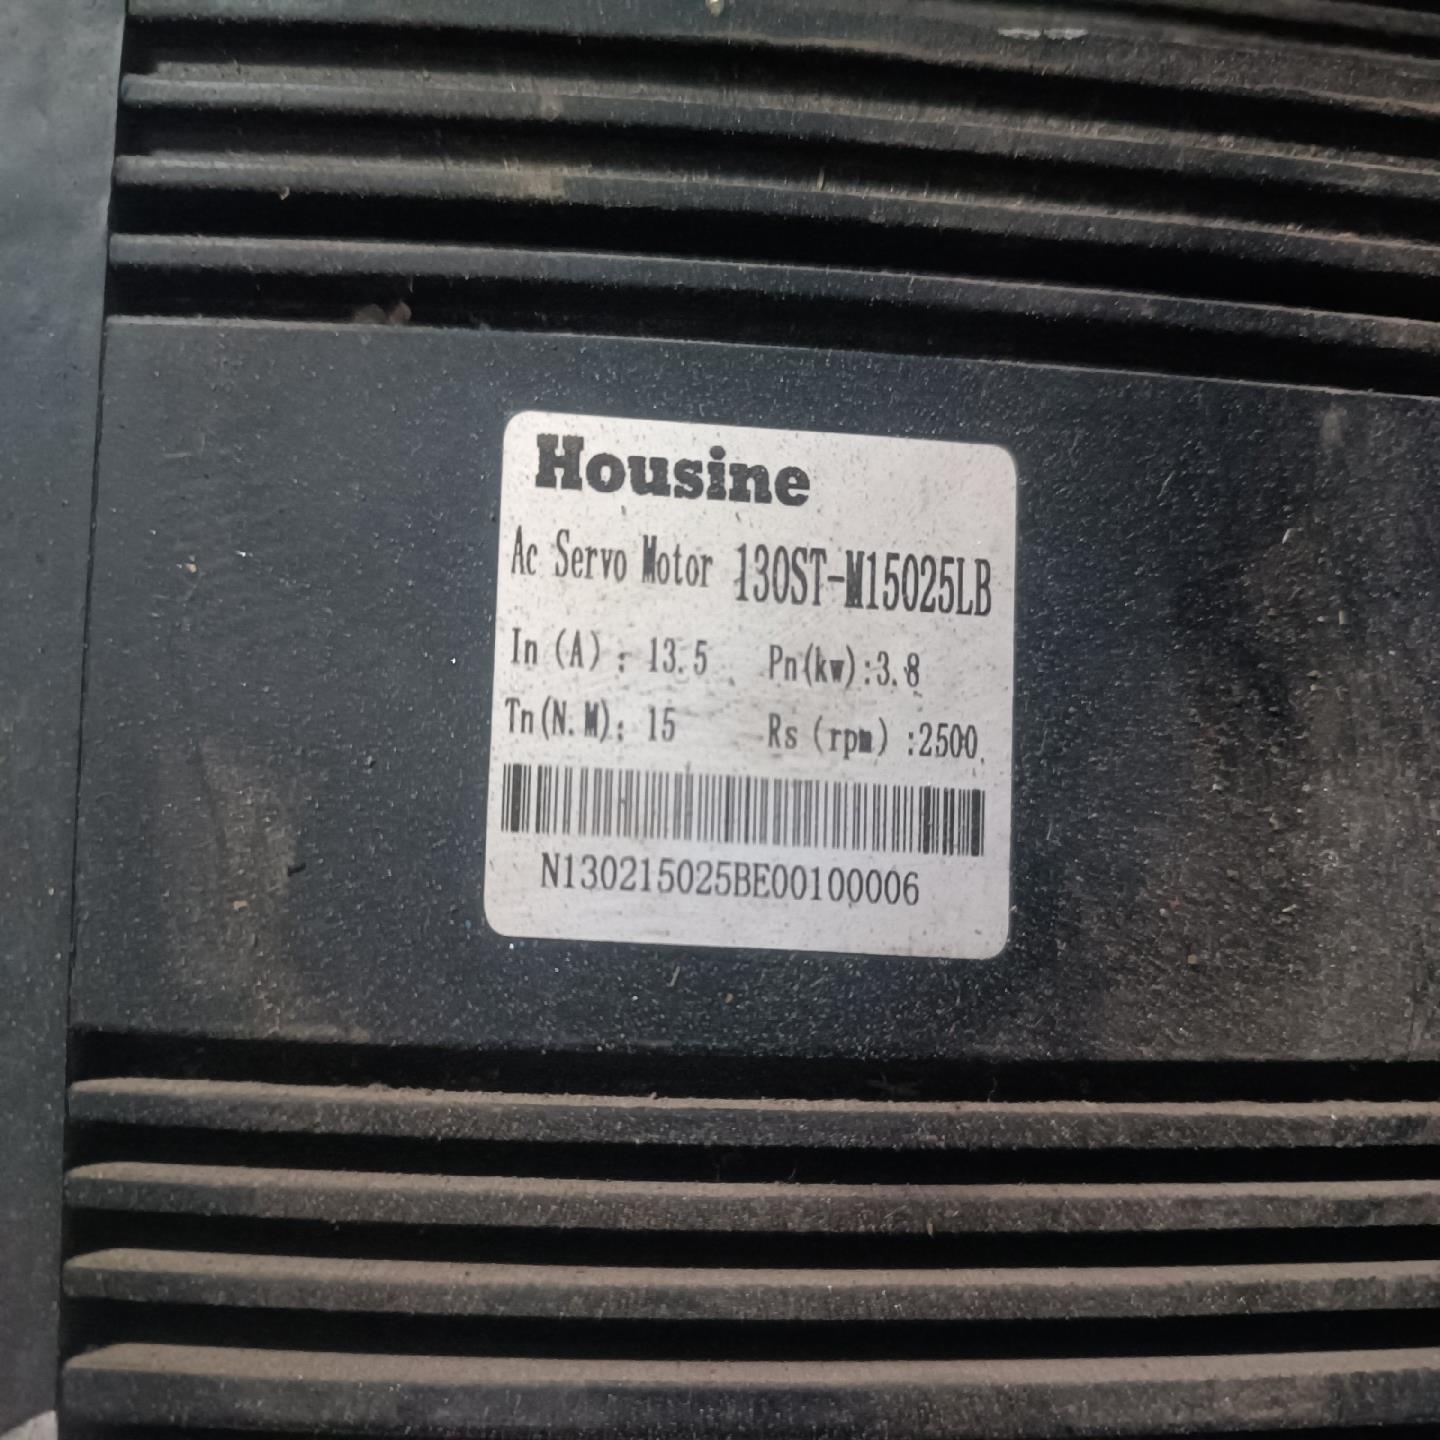 Housine
Ac Servo Motor 130ST-M15025LB
In (A) : 13.5 Pn(kw):3.8
Tn(N.M): 15 Rs (rpm) :2500
N130215025BE00100006